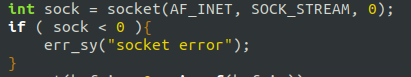 int sock = socket(AF_INET, SOCK_STREAM, 0);
if ( sock < 0 ){
    err_sy("socket error");
}